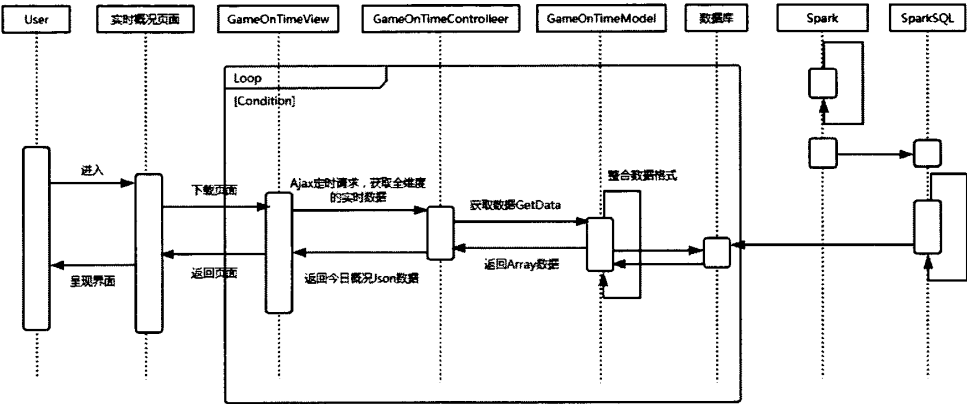 User
实时概况页面
GameOnTimeView
GameOnTimeControlleer
GameOnTimeModel
数据库
Spark
SparkSQL
Loop
[Condition]
进入
下载页面
Ajax定时请求，获取全维度
的实时数据
获取数据GetData
整合数据格式
呈现界面
返回页面
返回今日概况Json数据
返回Array数据